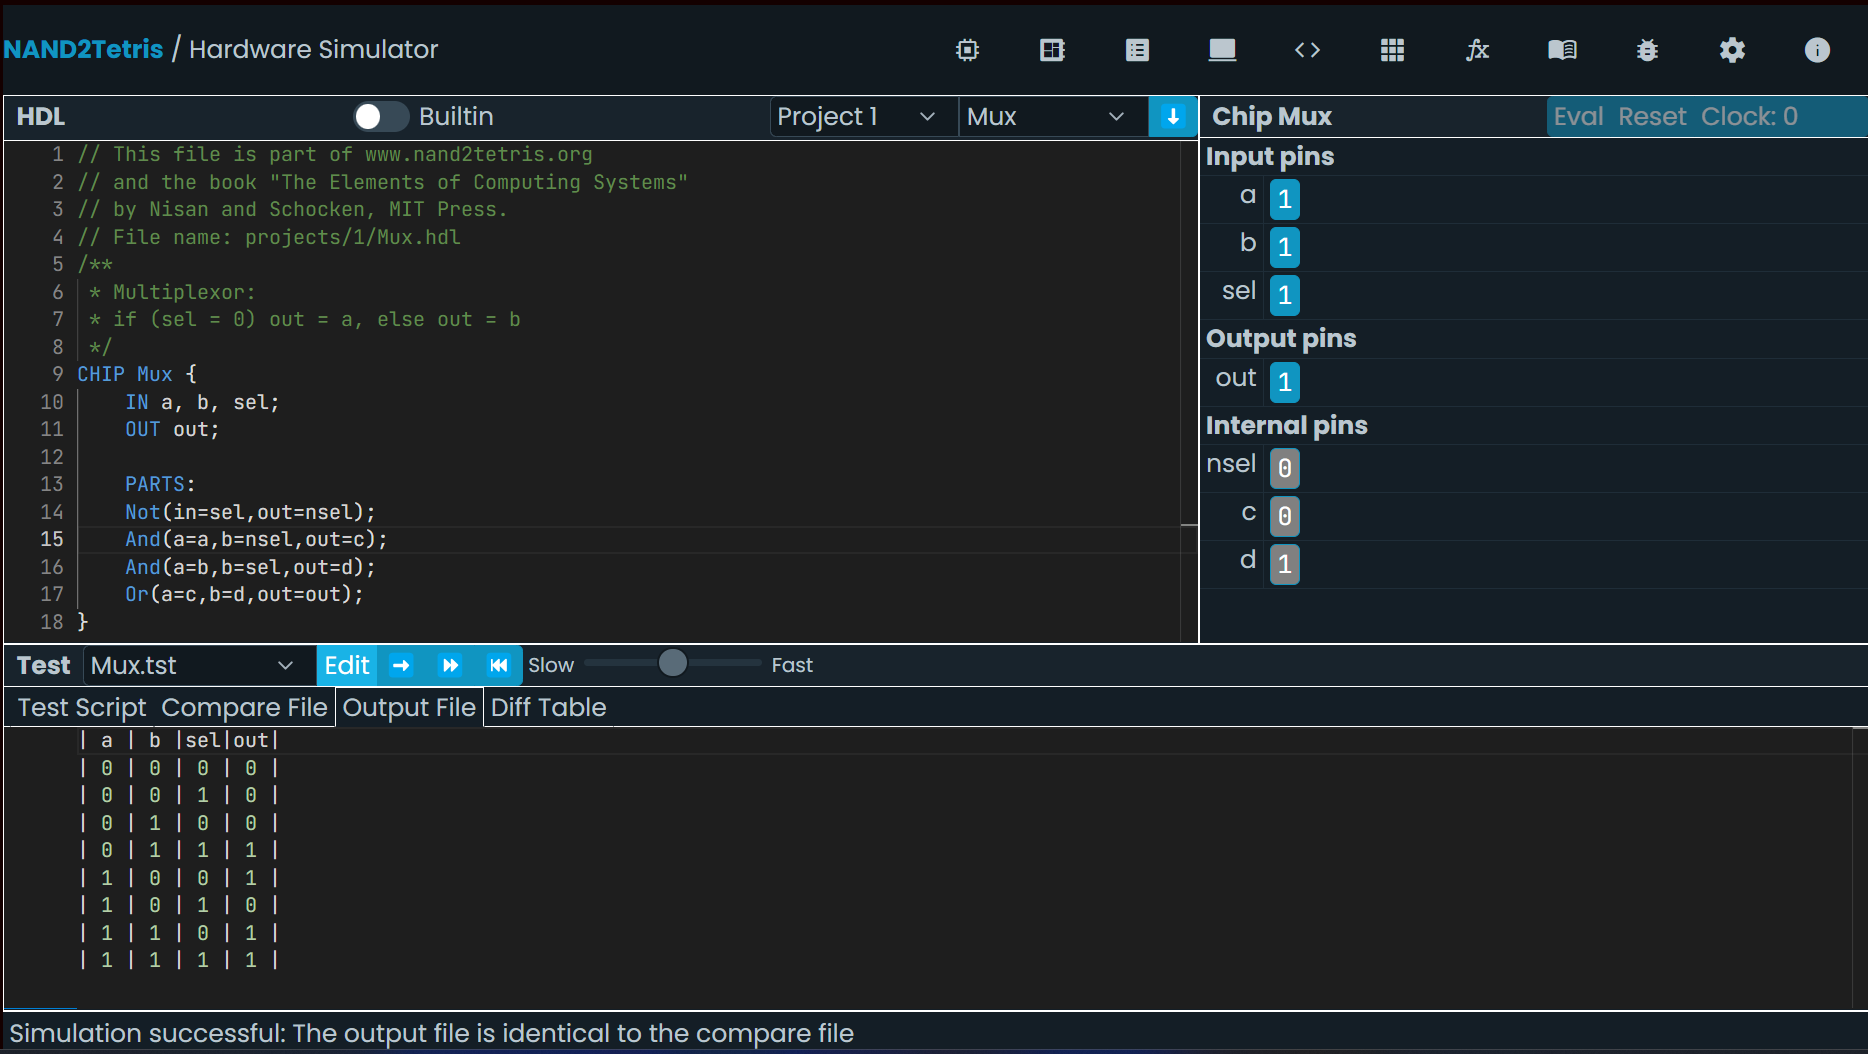 NAND2Tetris / Hardware Simulator
HDL Builtin Project 1 Mux
1 // This file is part of www.nand2tetris.org
2 // and the book "The Elements of Computing Systems"
3 // by Nisan and Schocken, MIT Press.
4 // File name: projects/1/Mux.hdl
5 /**
6  * Multiplexor:
7  * if (sel = 0) out = a, else out = b
8  */
9 CHIP Mux {
10     IN a, b, sel;
11     OUT out;
12
13     PARTS:
14     Not(in=sel,out=nsel);
15     And(a=a,b=nsel,out=c);
16     And(a=b,b=sel,out=d);
17     Or(a=c,b=d,out=out);
18 }
Chip Mux Eval Reset Clock: 0
Input pins
a 1
b 1
sel 1
Output pins
out 1
Internal pins
nsel 0
c 0
d 1
Test Mux.tst Edit Slow Fast
Test Script Compare File Output File Diff Table
| a | b |sel|out|
| 0 | 0 | 0 | 0 |
| 0 | 0 | 1 | 0 |
| 0 | 1 | 0 | 0 |
| 0 | 1 | 1 | 1 |
| 1 | 0 | 0 | 1 |
| 1 | 0 | 1 | 0 |
| 1 | 1 | 0 | 1 |
| 1 | 1 | 1 | 1 |
Simulation successful: The output file is identical to the compare file